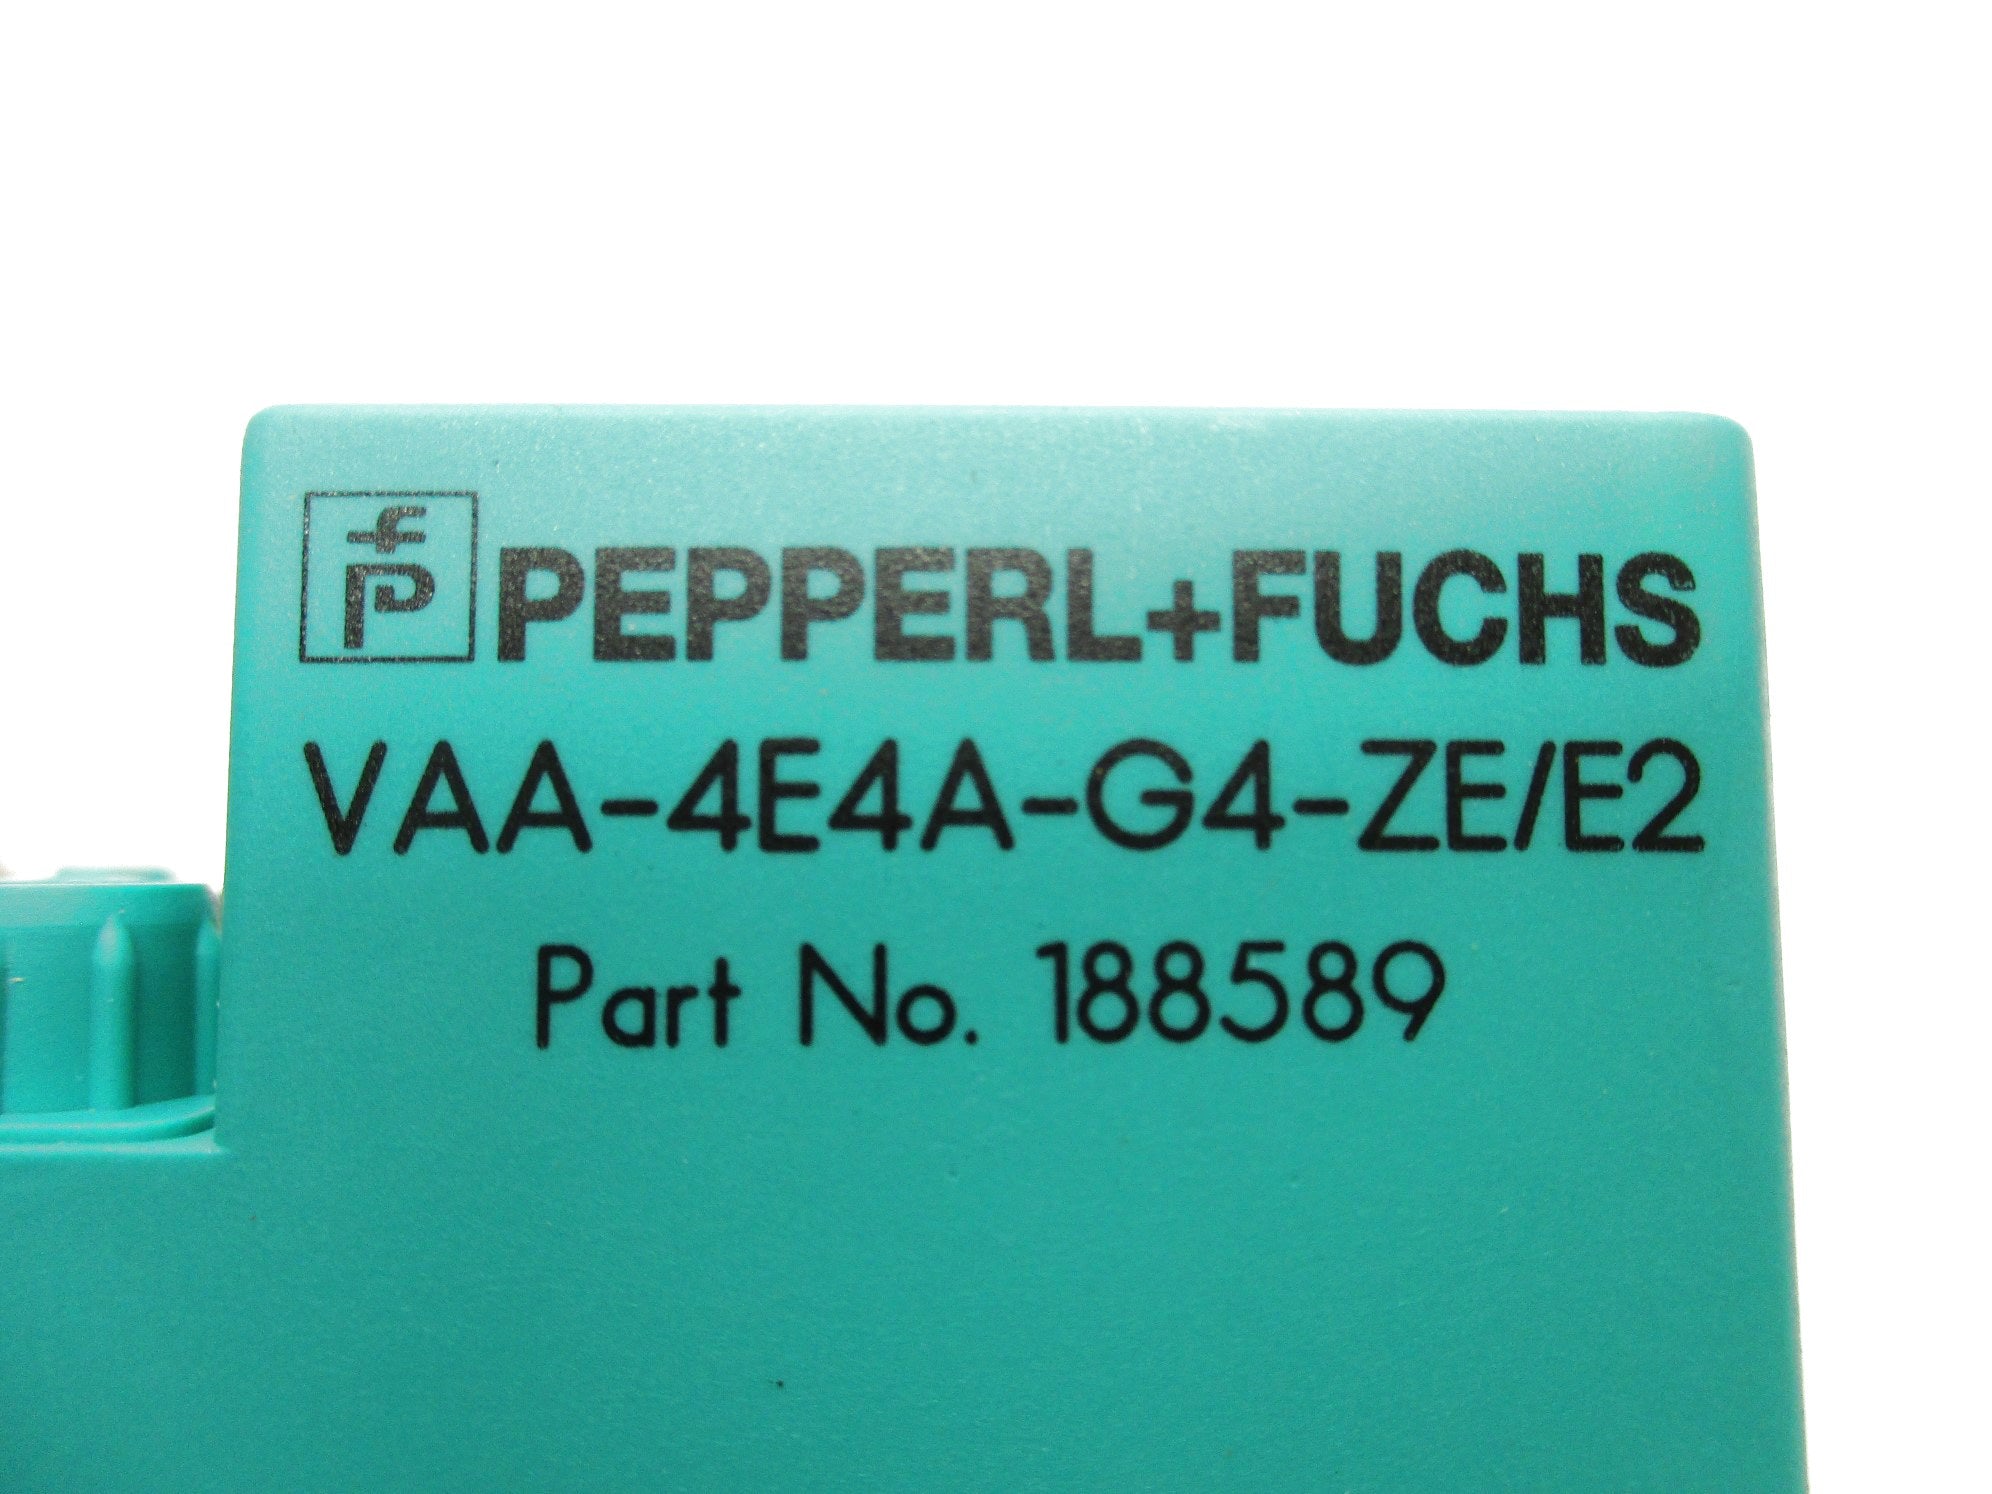 PEPPERL+FUCHS
VAA-4E4A-G4-ZE/E2
Part No. 188589